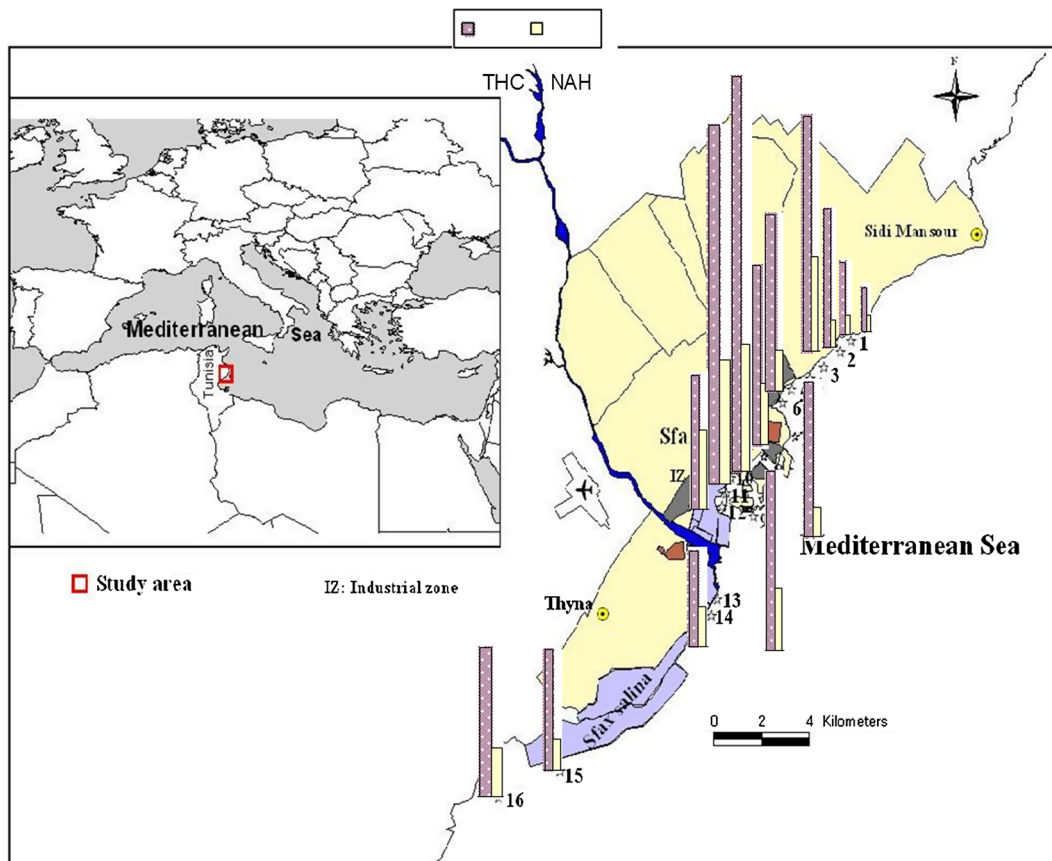 THC NAH
N
Sidi Mansour
Mediterranean Sea
Tunisia
1
2
3
6
Sfa
IZ
10
11
12
9
Mediterranean Sea
Study area
IZ: Industrial zone
Thyna
13
14
Sfax salina
0 2 4 Kilometers
15
16